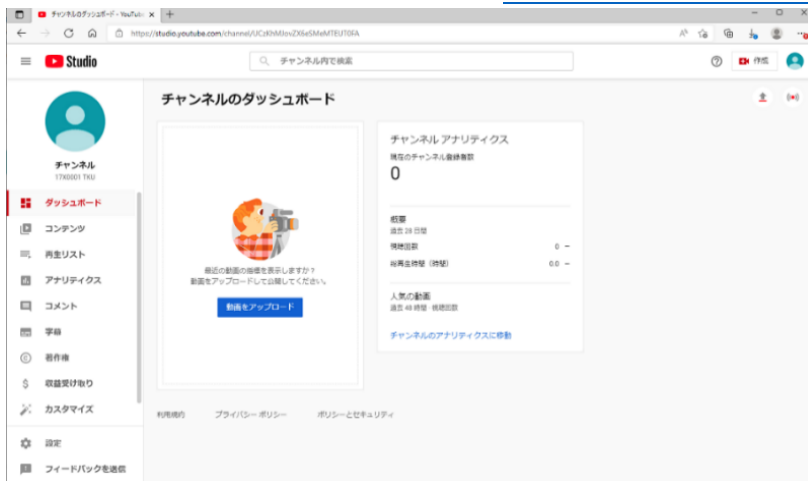 チャンネルのダッシュボード - YouTube
Studio
チャンネル内で検索
作成
チャンネルのダッシュボード
チャンネル
17X0001 TKU
ダッシュボード
コンテンツ
再生リスト
アナリティクス
コメント
字幕
著作権
収益受け取り
カスタマイズ
設定
フィードバックを送信
最近の動画の指標を表示しますか?
動画をアップロードして公開してください。
動画をアップロード
チャンネル アナリティクス
現在のチャンネル登録者数
0
概要
過去 28 日間
視聴回数 0 –
総再生時間(時間) 0.0 –
人気の動画
過去 48 時間・視聴回数
チャンネルのアナリティクスに移動
利用規約 プライバシー ポリシー ポリシーとセキュリティ